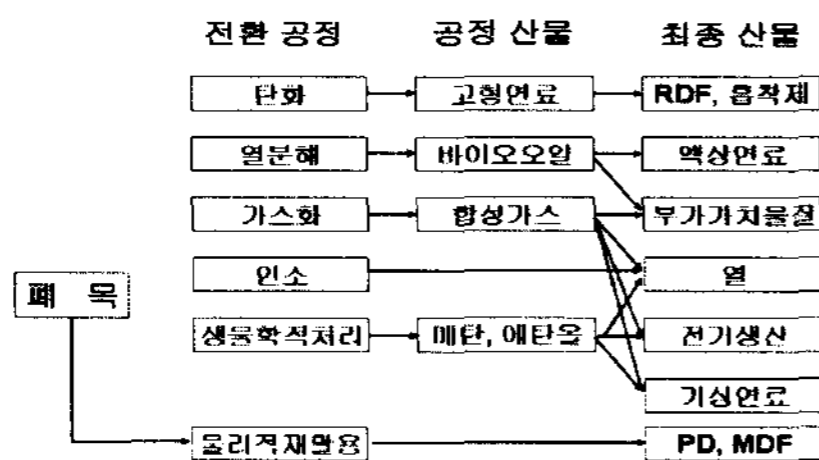 전환 공정 공정 산물 최종 산물
탄화 고형연료 RDF, 흡착제
열분해 바이오오일 액상연료
가스화 합성가스 부가가치물질
연소 열
폐 목
생물학적처리 메탄, 에탄올 전기생산
기상연료
물리적재활용 PD, MDF